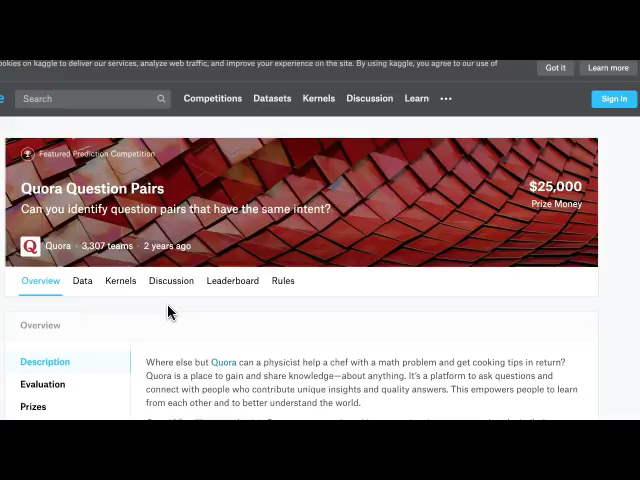 okies on kaggle to deliver our services, analyze web traffic, and improve your experience on the site. By using kaggle, you agree to our use of
Got it
Learn more
e
Search
Competitions
Datasets
Kernels
Discussion
Learn
Sign In
Featured Prediction Competition
Quora Question Pairs
Can you identify question pairs that have the same intent?
$25,000
Prize Money
Q
Quora · 3,307 teams · 2 years ago
Overview
Data
Kernels
Discussion
Leaderboard
Rules
Overview
Description
Evaluation
Prizes
Where else but Quora can a physicist help a chef with a math problem and get cooking tips in return?
Quora is a place to gain and share knowledge—about anything. It's a platform to ask questions and
connect with people who contribute unique insights and quality answers. This empowers people to learn
from each other and to better understand the world.